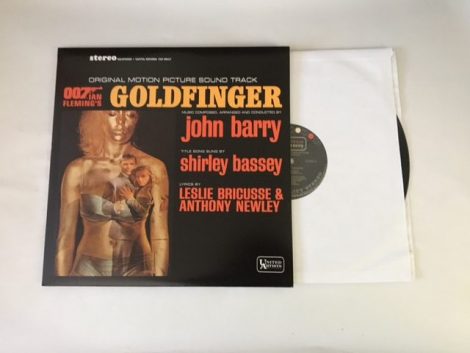 stereo
ORIGINAL MOTION PICTURE SOUND TRACK
007 IAN
FLEMING'S
GOLDFINGER
MUSIC COMPOSED, ARRANGED AND CONDUCTED BY
john barry
TITLE SONG SUNG BY
shirley bassey
LYRICS BY
LESLIE BRICUSSE &
ANTHONY NEWLEY
UNITED
ARTISTS